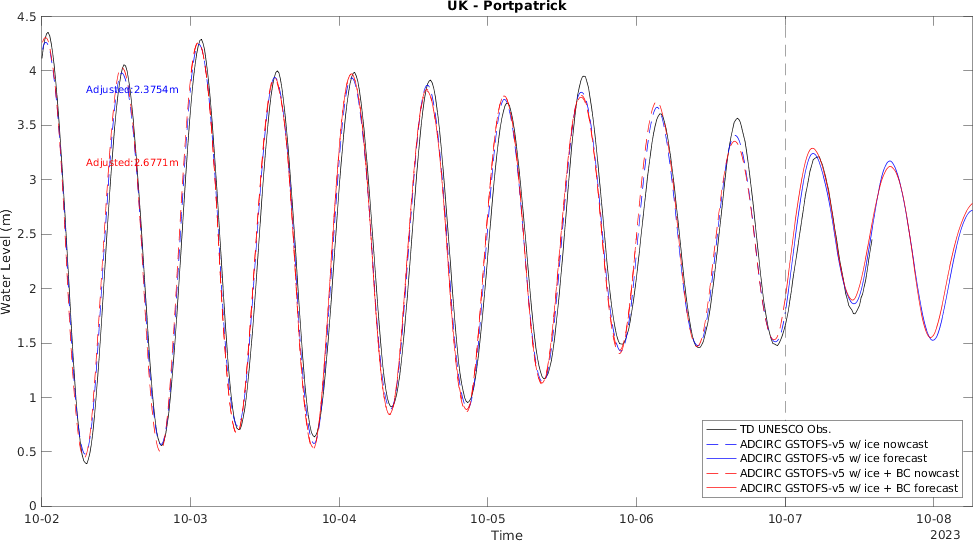 UK - Portpatrick
4.5
4
3.5
3
2.5
2
1.5
1
0.5
0
Water Level (m)
Adjusted:2.3754m
Adjusted:2.6771m
TD UNESCO Obs.
ADCIRC GSTOFS-v5 w/ ice nowcast
ADCIRC GSTOFS-v5 w/ ice forecast
ADCIRC GSTOFS-v5 w/ ice + BC nowcast
ADCIRC GSTOFS-v5 w/ ice + BC forecast
10-02 10-03 10-04 10-05 10-06 10-07 10-08
Time
2023